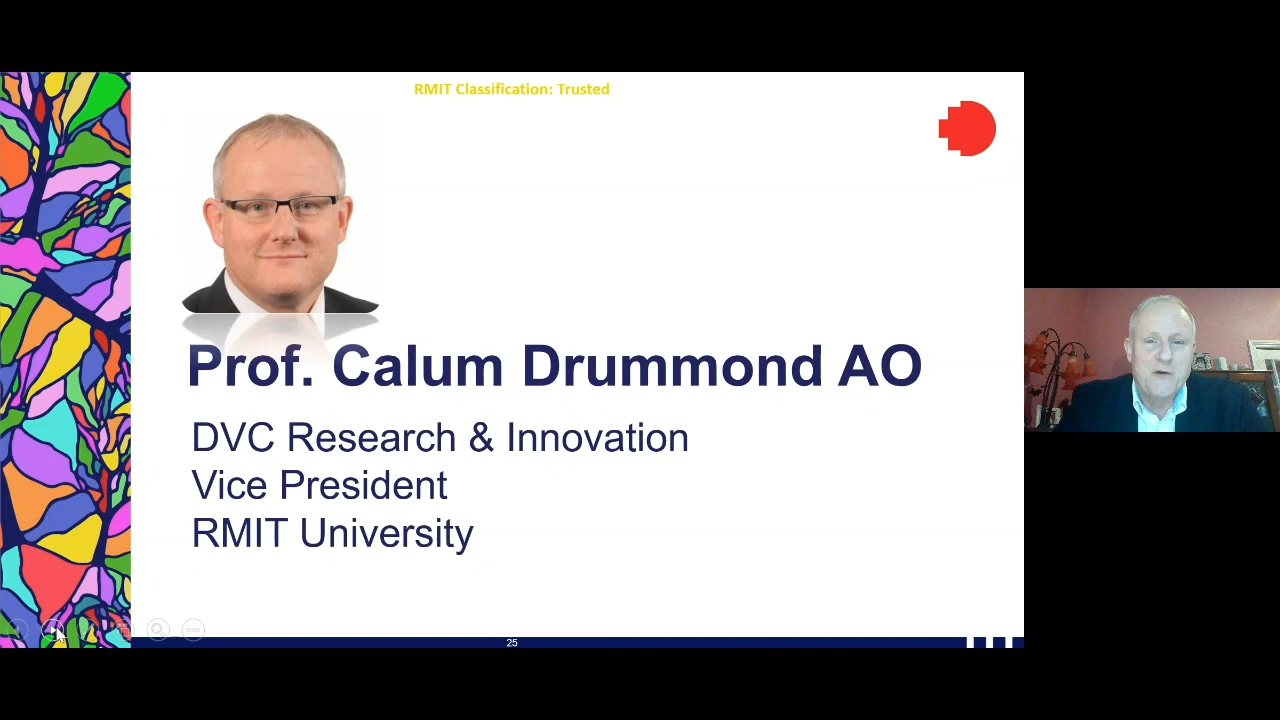 RMIT Classification: Trusted
Prof. Calum Drummond AO
DVC Research & Innovation
Vice President
RMIT University
25